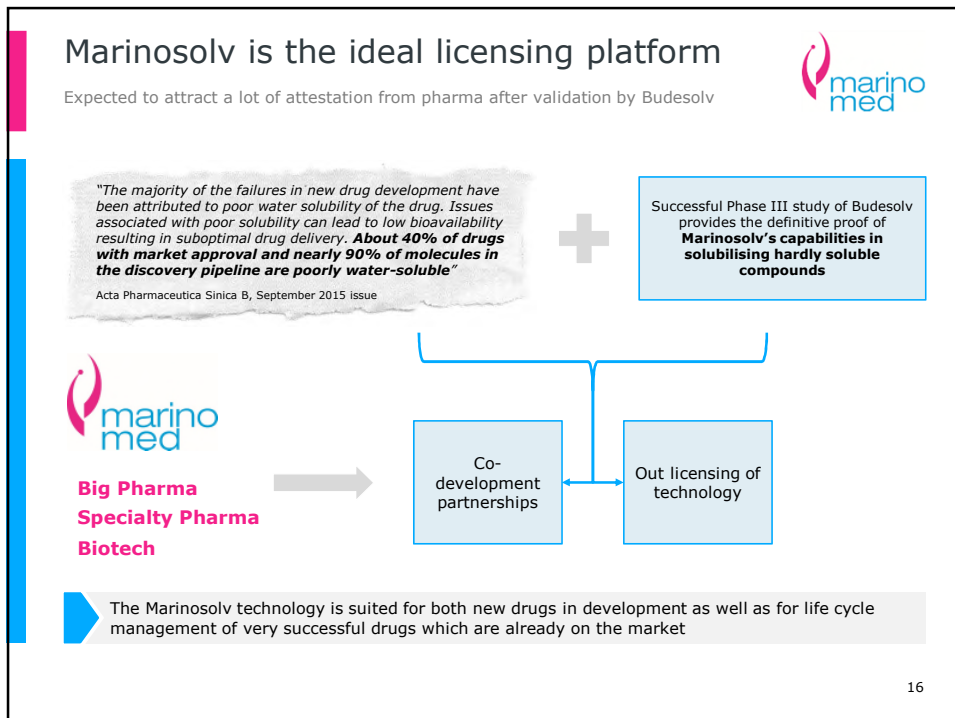 Marinosolv is the ideal licensing platform
marino
med
Expected to attract a lot of attestation from pharma after validation by Budesolv
"The majority of the failures in new drug development have
been attributed to poor water solubility of the drug. Issues
associated with poor solubility can lead to low bioavailability
resulting in suboptimal drug delivery. About 40% of drugs
with market approval and nearly 90% of molecules in
the discovery pipeline are poorly water-soluble"
Acta Pharmaceutica Sinica B, September 2015 issue
Successful Phase III study of Budesolv
provides the definitive proof of
Marinosolv's capabilities in
solubilising hardly soluble
compounds
marino
med
Big Pharma
Specialty Pharma
Biotech
Co-
development
partnerships
Out licensing of
technology
The Marinosolv technology is suited for both new drugs in development as well as for life cycle
management of very successful drugs which are already on the market
16